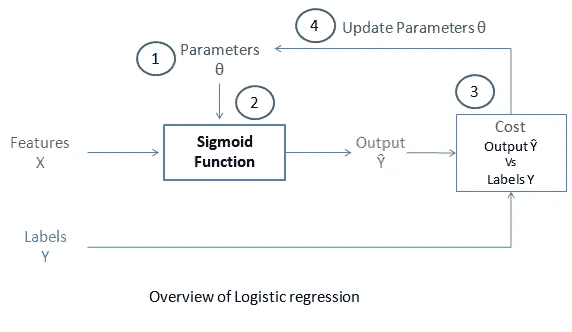 4 Update Parameters θ
1 Parameters
θ
2
3
Features
X
Sigmoid
Function
Output
Ŷ
Cost
Output Ŷ
Vs
Labels Y
Labels
Y
Overview of Logistic regression